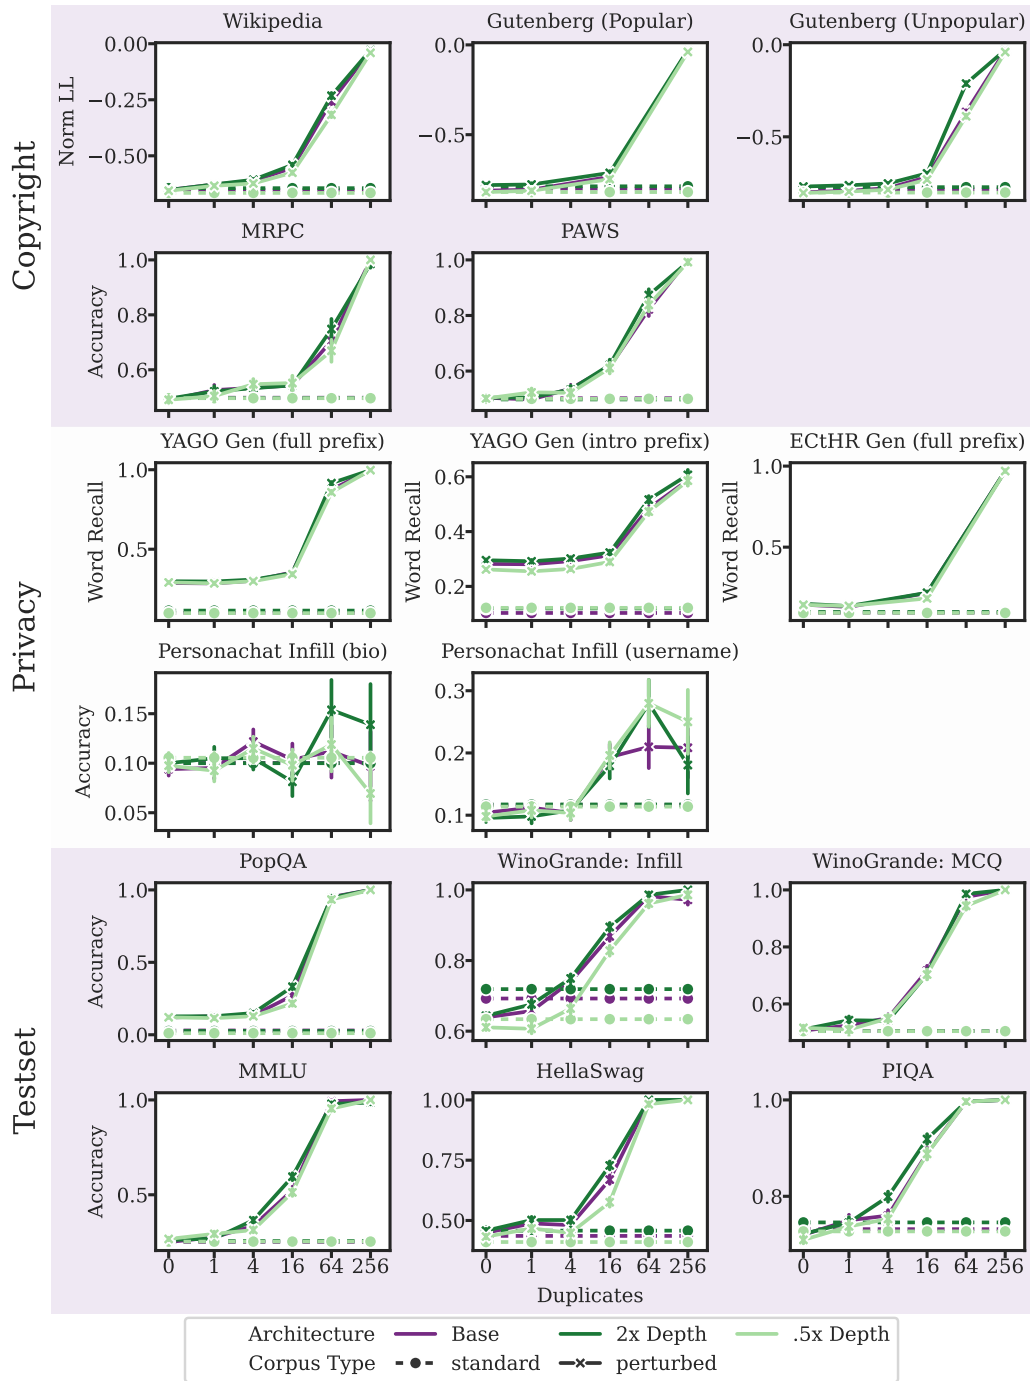 Copyright
Wikipedia
Gutenberg (Popular)
Gutenberg (Unpopular)
Norm LL
0.00
−0.25
−0.50
0.0
−0.5
0.0
−0.5
MRPC
PAWS
Accuracy
1.0
0.8
0.6
1.0
0.8
0.6
Privacy
YAGO Gen (full prefix)
YAGO Gen (intro prefix)
ECtHR Gen (full prefix)
Word Recall
1.0
0.5
Word Recall
0.6
0.4
0.2
Word Recall
1.0
0.5
Personachat Infill (bio)
Personachat Infill (username)
Accuracy
0.15
0.10
0.05
0.3
0.2
0.1
Testset
PopQA
WinoGrande: Infill
WinoGrande: MCQ
Accuracy
1.0
0.5
0.0
1.0
0.8
0.6
1.0
0.8
0.6
MMLU
HellaSwag
PIQA
Accuracy
1.0
0.5
1.00
0.75
0.50
1.0
0.8
0 1 4 16 64 256
0 1 4 16 64 256
0 1 4 16 64 256
Duplicates
Architecture Base 2x Depth .5x Depth
Corpus Type standard perturbed